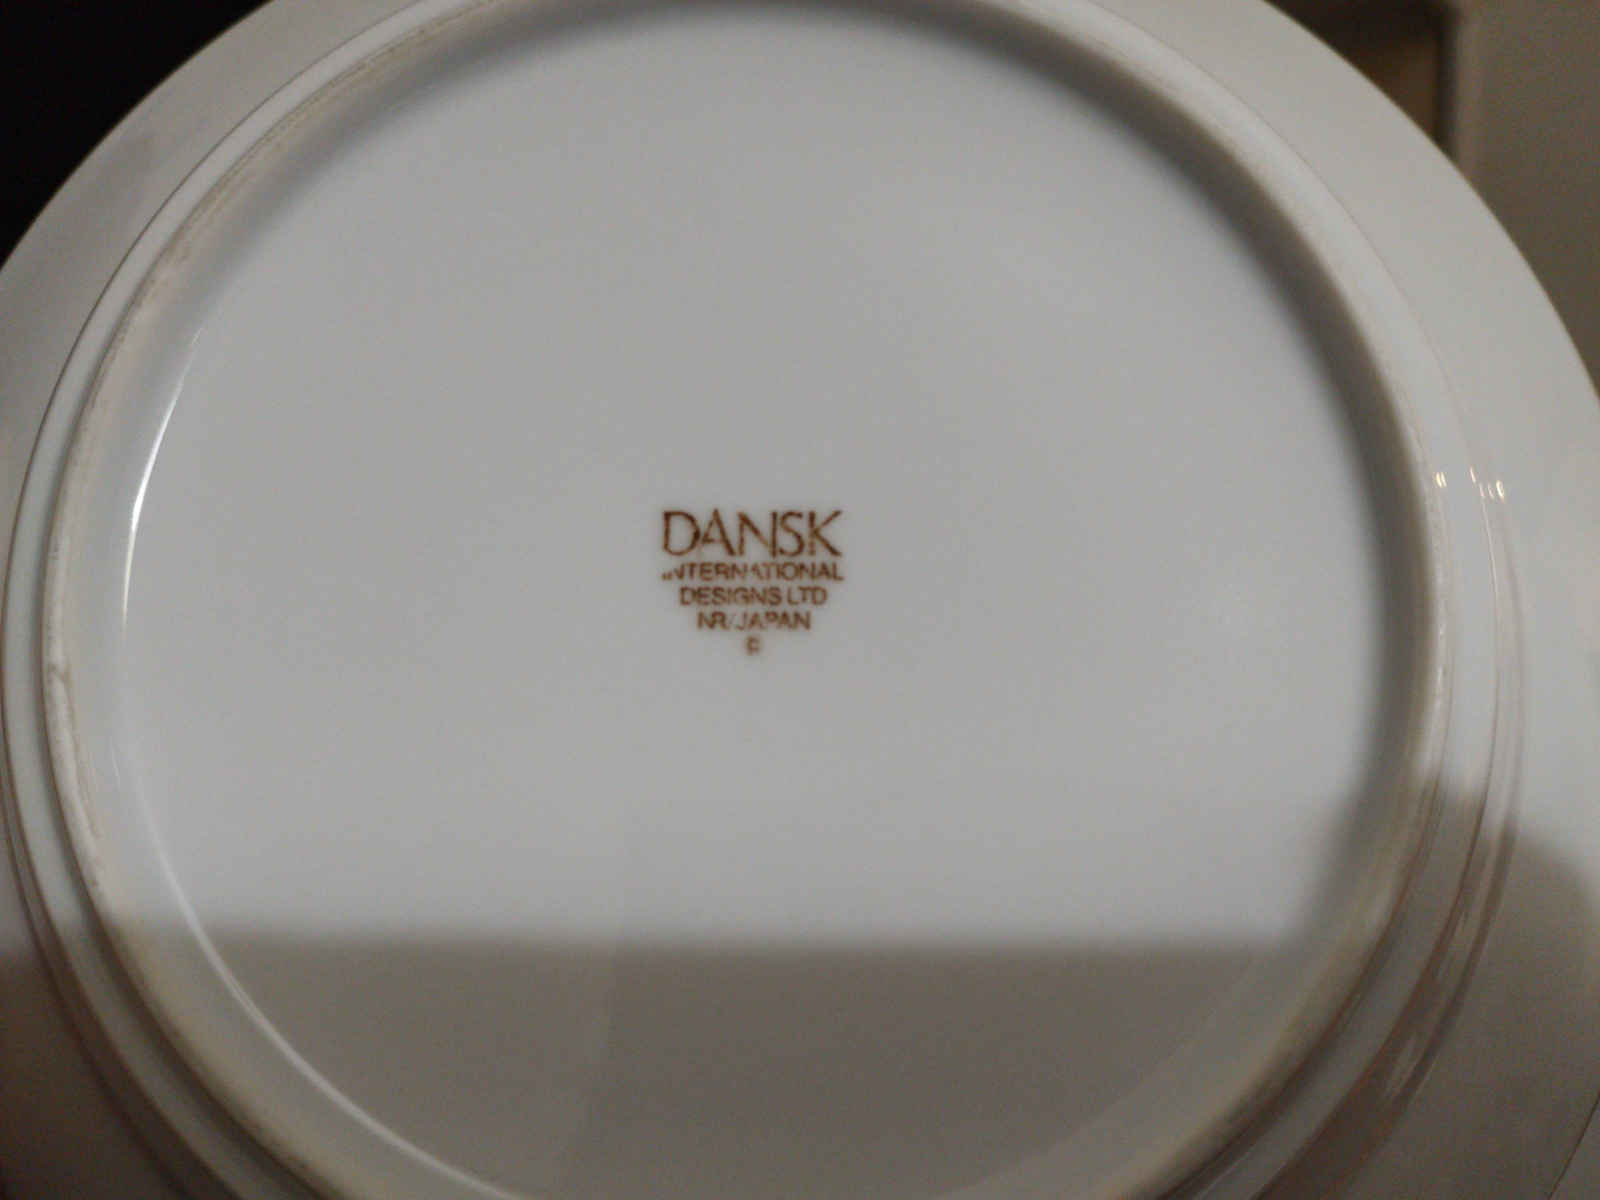 DANSK
INTERNATIONAL
DESIGNS LTD
NR/JAPAN